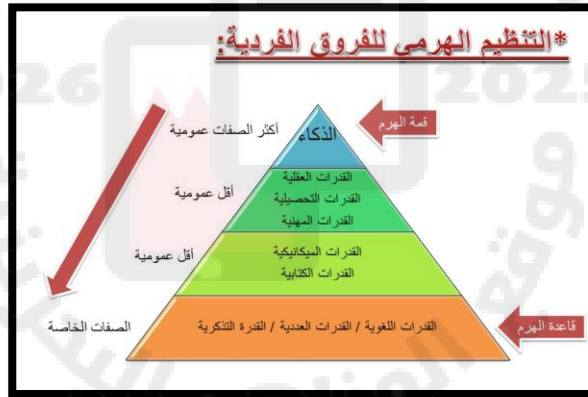 *التنظيم الهرمي للفروق الفردية:
قمة الهرم
الذكاء
أكثر الصفات عمومية
القدرات العقلية
القدرات التحصيلية
القدرات المهنية
أقل عمومية
القدرات الميكانيكية
القدرات الكتابية
أقل عمومية
قاعدة الهرم
القدرات اللغوية / القدرات العددية / القدرة التذكرية
الصفات الخاصة